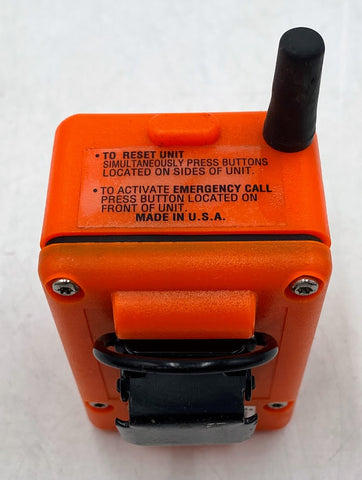 • TO RESET UNIT
SIMULTANEOUSLY PRESS BUTTONS
LOCATED ON SIDES OF UNIT.
• TO ACTIVATE EMERGENCY CALL
PRESS BUTTON LOCATED ON
FRONT OF UNIT.
MADE IN U.S.A.